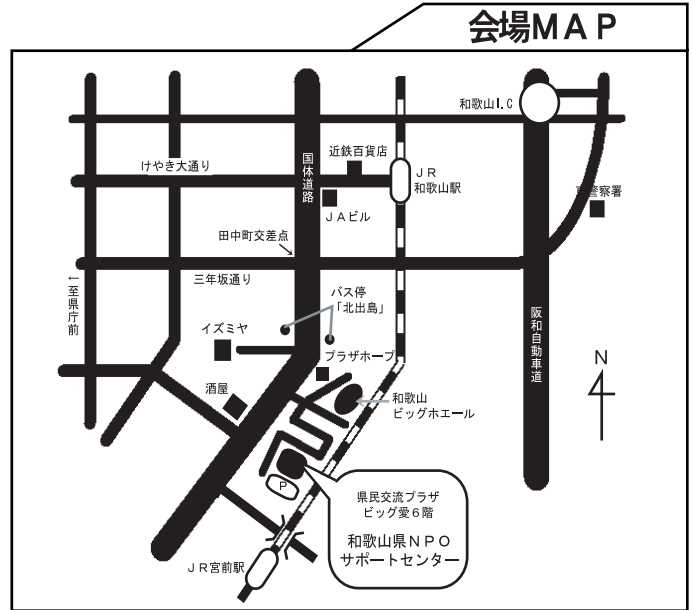 会場MAP
和歌山I.C
近鉄百貨店
けやき大通り
国体道路
JR
和歌山駅
警察署
JAビル
田中町交差点
三年坂通り
←至県庁前
バス停
「北出島」
阪和自動車道
イズミヤ
プラザホープ
N
酒屋
和歌山
ビッグホエール
P
県民交流プラザ
ビッグ愛6階
和歌山県NPO
サポートセンター
JR宮前駅